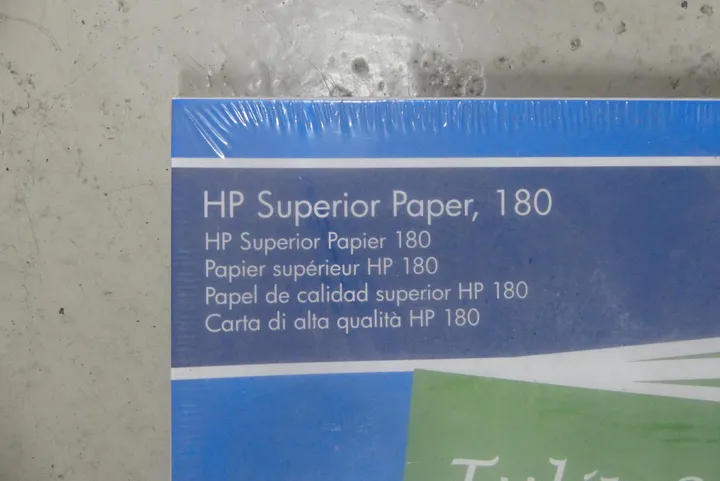 HP Superior Paper, 180
HP Superior Papier 180
Papier supérieur HP 180
Papel de calidad superior HP 180
Carta di alta qualità HP 180